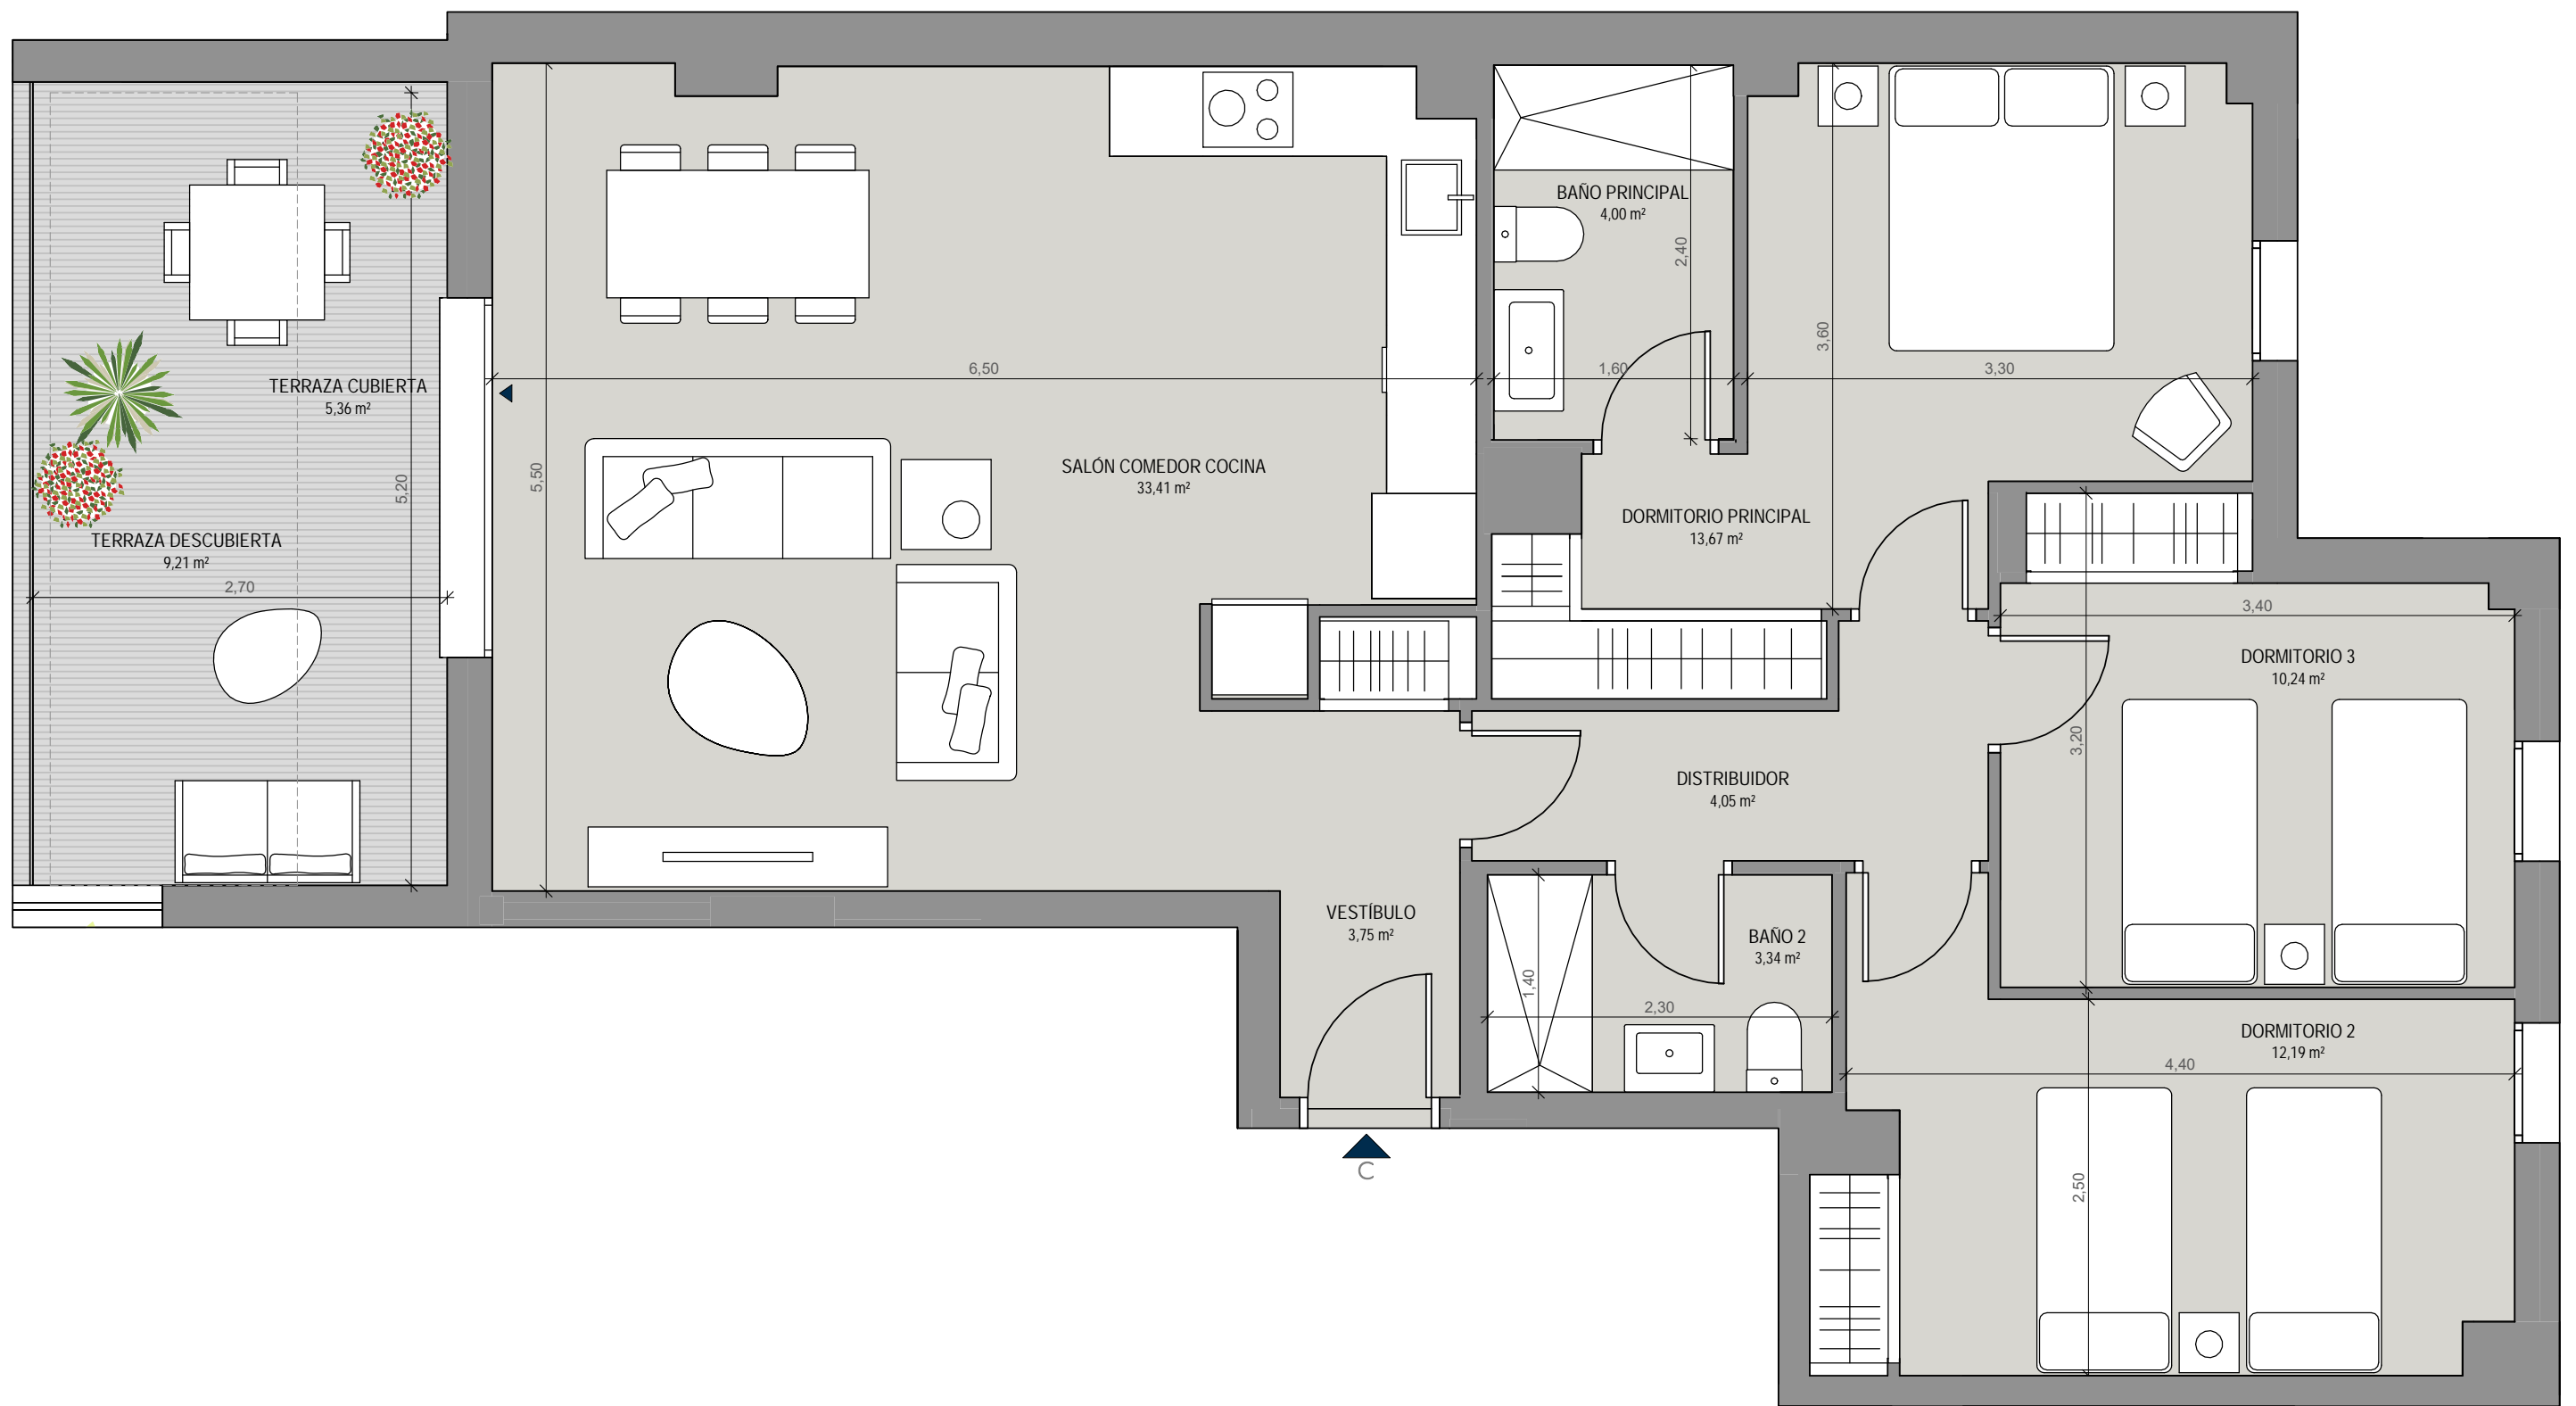 BAÑO PRINCIPAL
4,00 m²
2,40
3,60
6,50
1,60
3,30
TERRAZA CUBIERTA
5,36 m²
5,20
5,50
SALÓN COMEDOR COCINA
33,41 m²
DORMITORIO PRINCIPAL
13,67 m²
TERRAZA DESCUBIERTA
9,21 m²
2,70
3,40
DORMITORIO 3
10,24 m²
3,20
DISTRIBUIDOR
4,05 m²
VESTÍBULO
3,75 m²
BAÑO 2
3,34 m²
1,40
2,30
DORMITORIO 2
12,19 m²
4,40
2,50
C